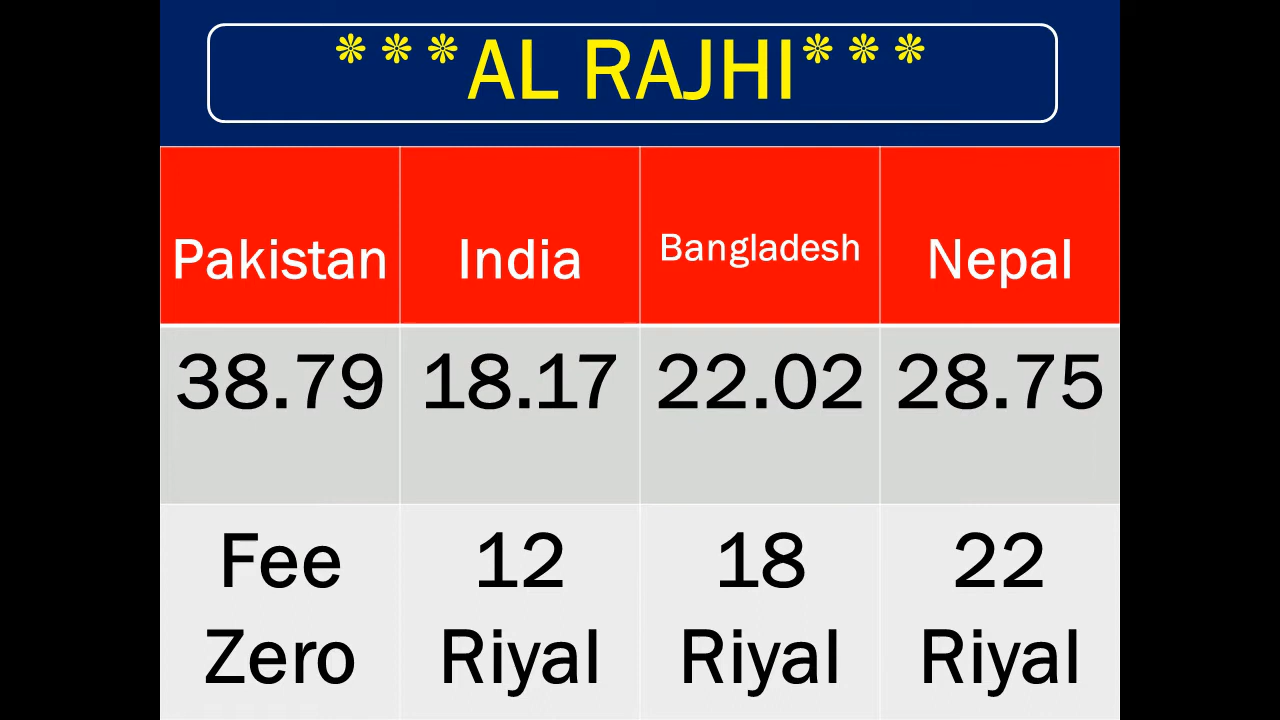 ***AL RAJHI***
Pakistan India Bangladesh Nepal
38.79 18.17 22.02 28.75
Fee 12 18 22
Zero Riyal Riyal Riyal